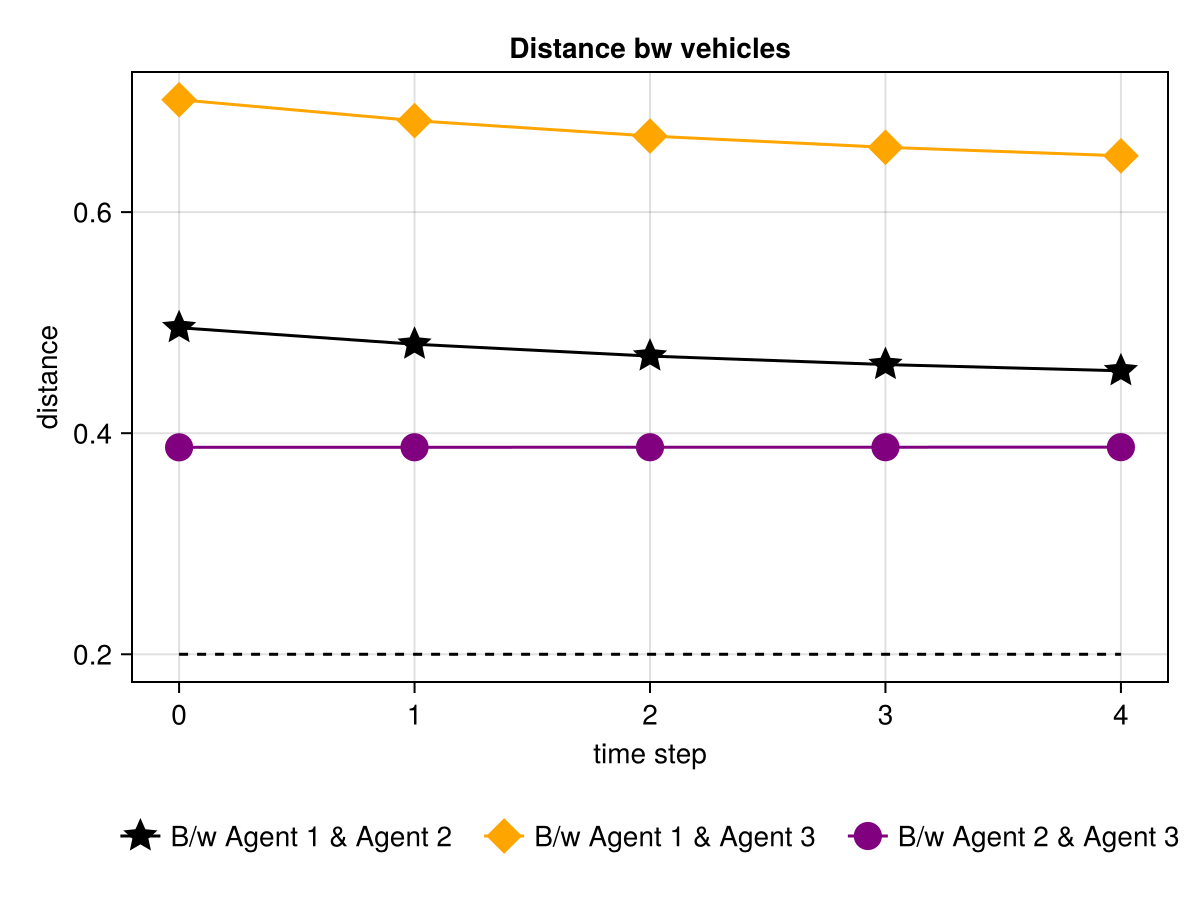 Distance bw vehicles
distance
0.6
0.4
0.2
0 1 2 3 4
time step
B/w Agent 1 & Agent 2 B/w Agent 1 & Agent 3 B/w Agent 2 & Agent 3